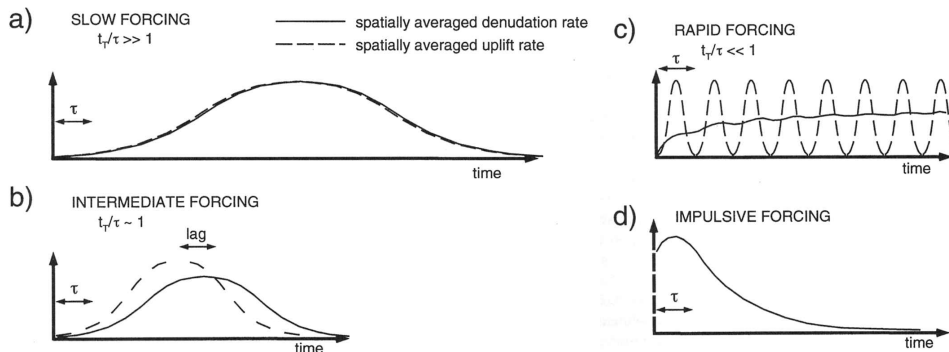 a) SLOW FORCING
t_T/τ >> 1
spatially averaged denudation rate
spatially averaged uplift rate
τ
time
b) INTERMEDIATE FORCING
t_T/τ ~ 1
lag
τ
time
c) RAPID FORCING
t_T/τ << 1
τ
time
d) IMPULSIVE FORCING
τ
time